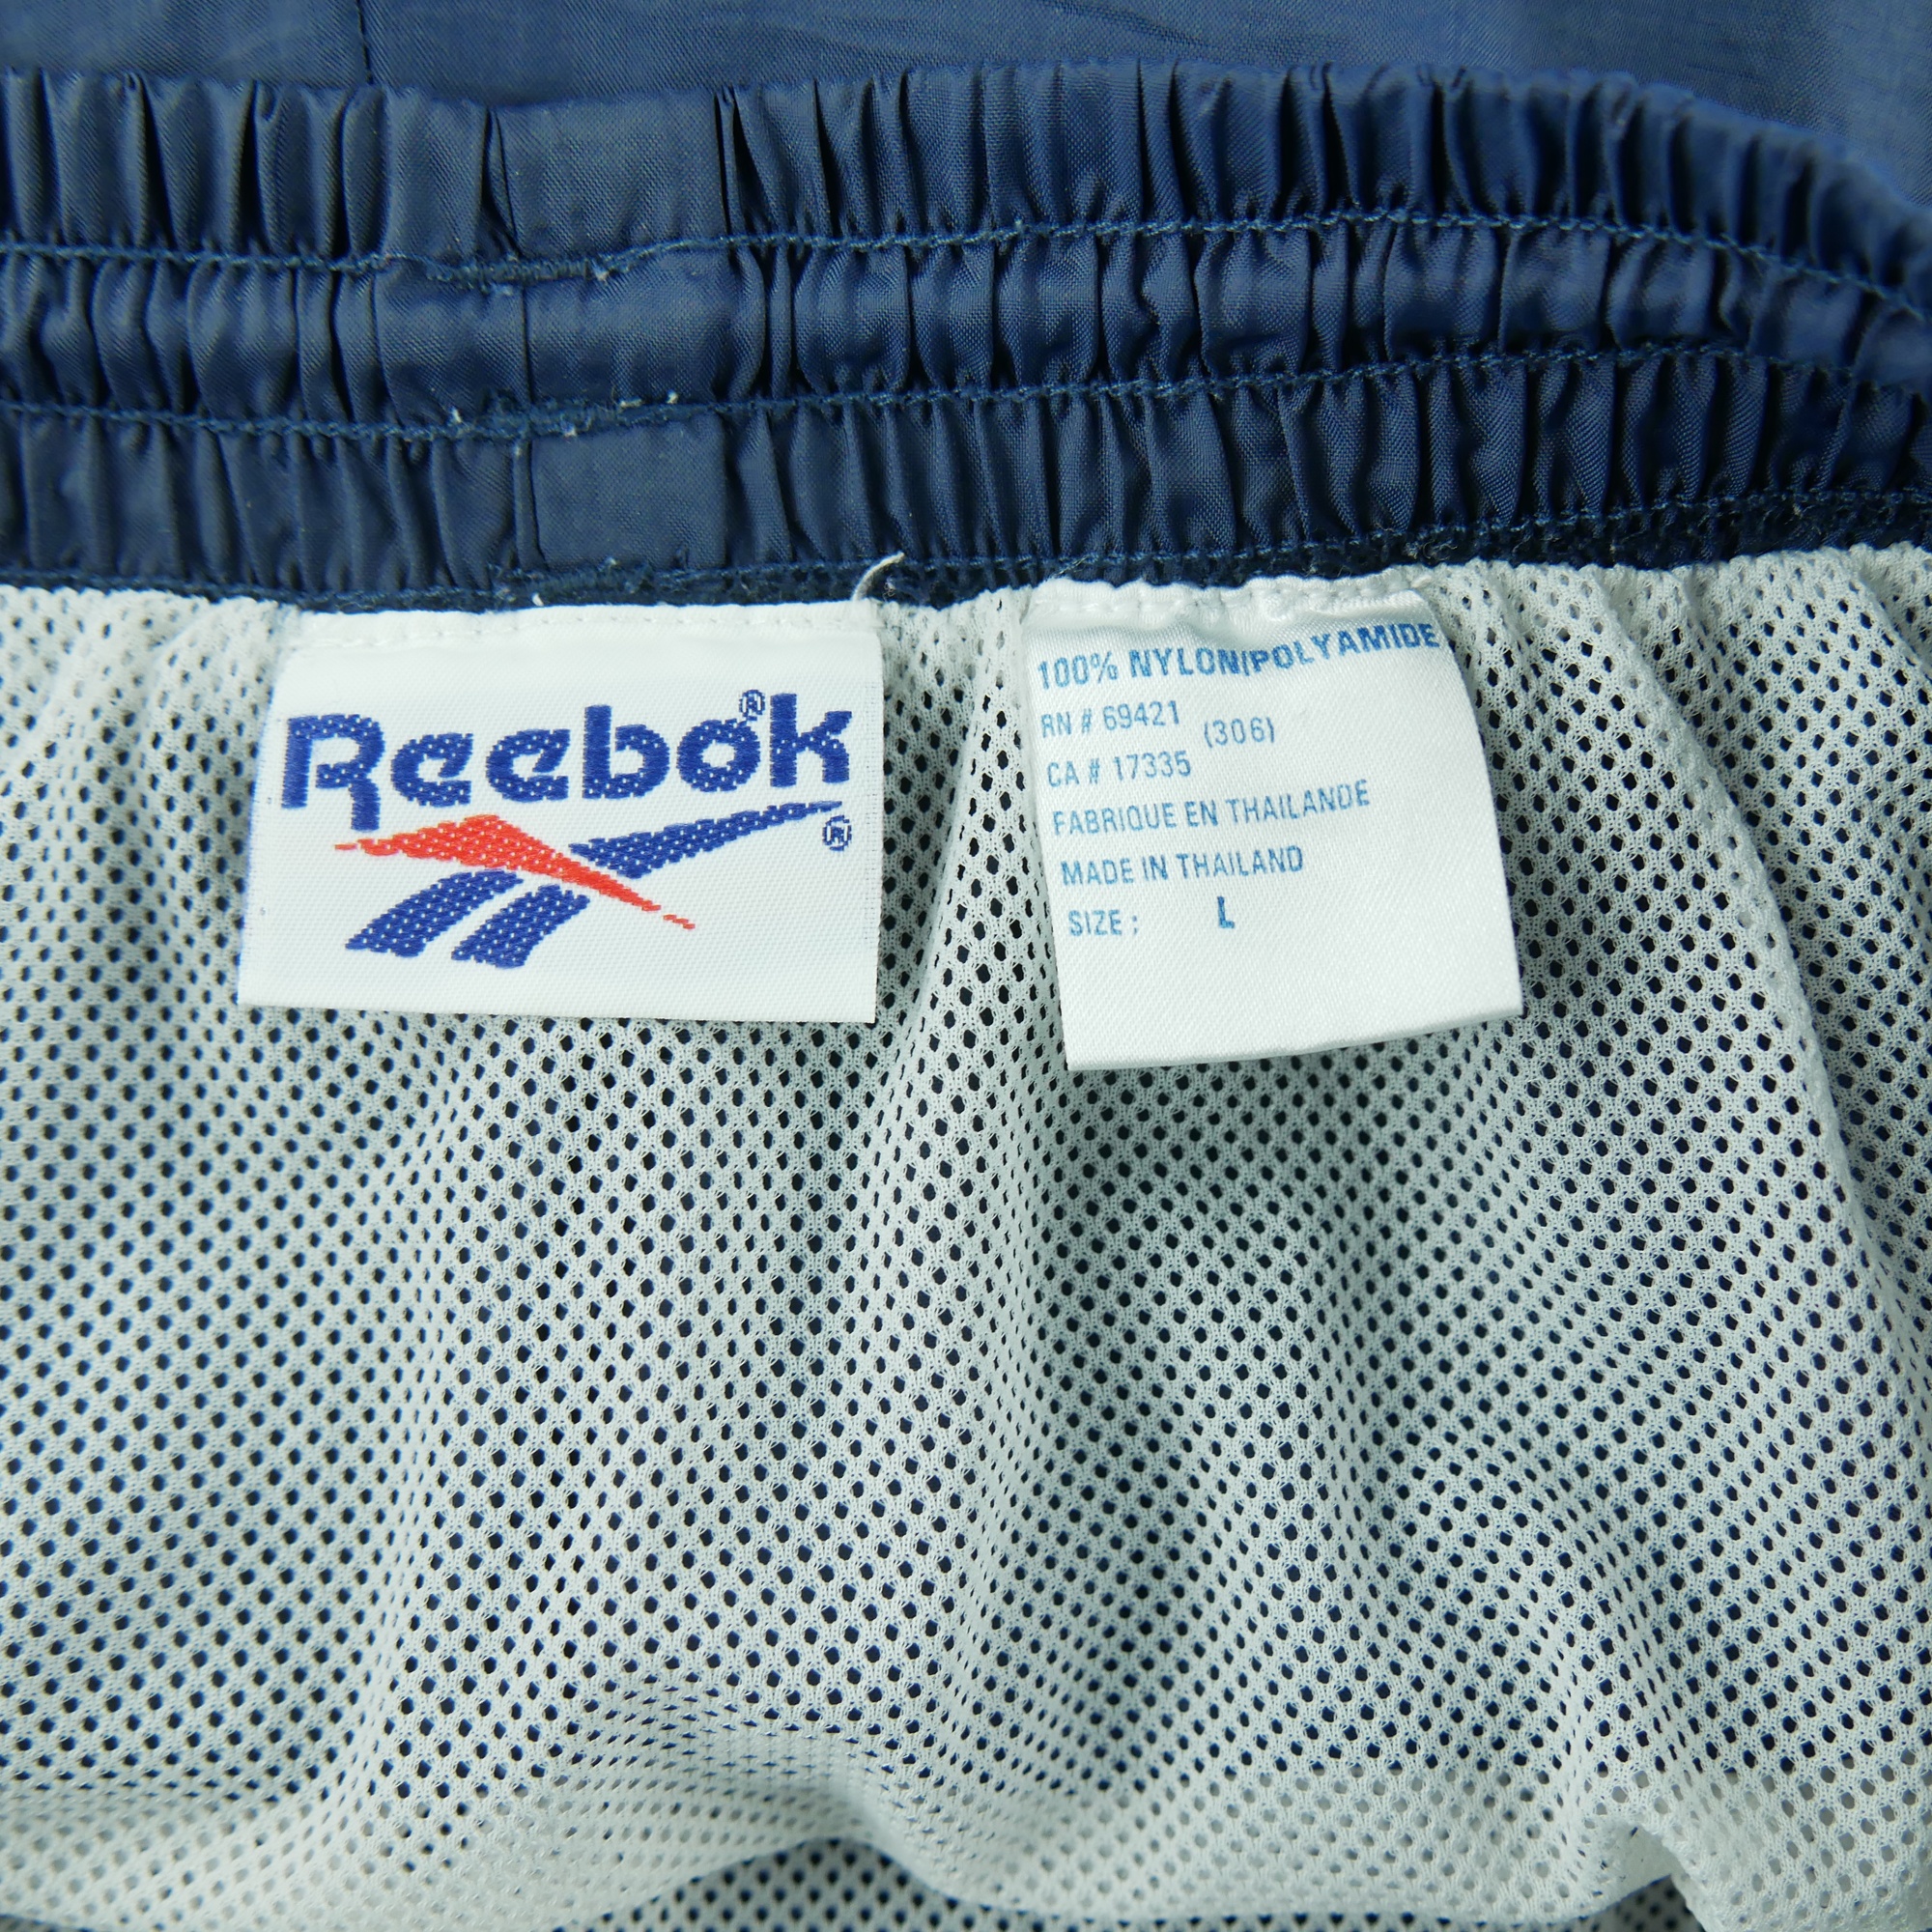 Reebok®
®
100% NYLON/POLYAMIDE
RN # 69421
(306)
CA # 17335
FABRIQUE EN THAILANDE
MADE IN THAILAND
SIZE : L